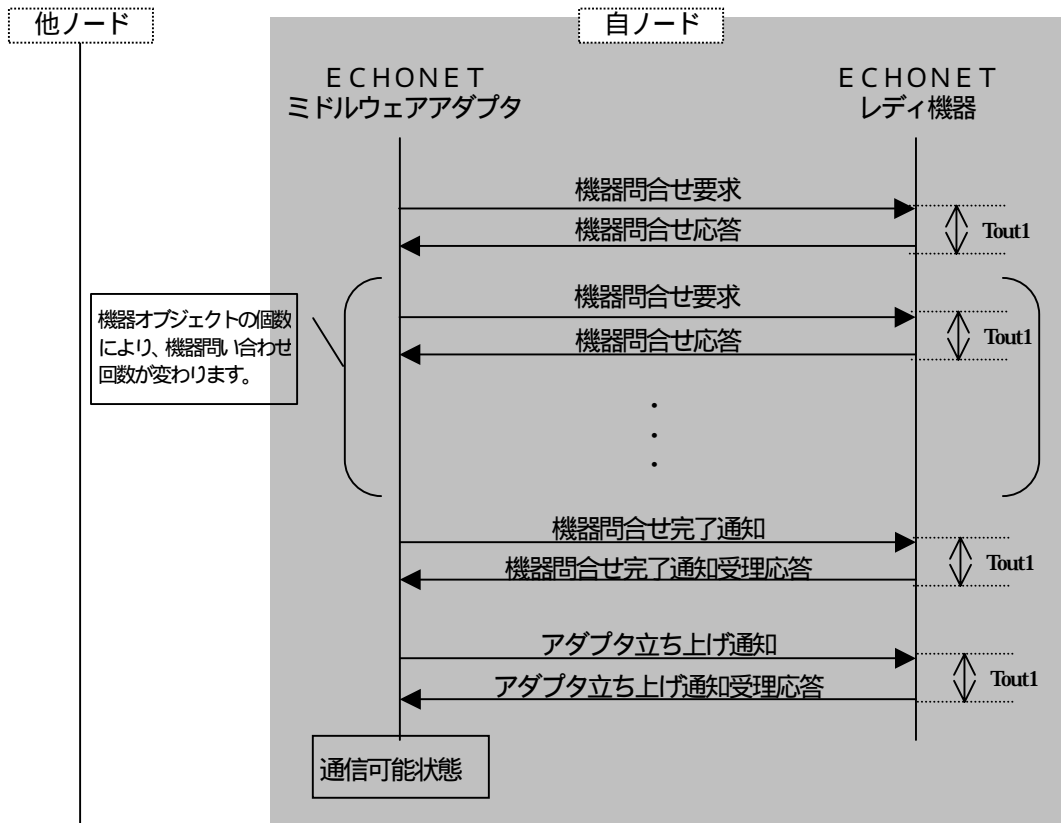 他ノード
自ノード
ＥＣＨＯＮＥＴ
ミドルウェアアダプタ
ＥＣＨＯＮＥＴ
レディ機器
機器問合せ要求
機器問合せ応答
Tout1
機器オブジェクトの個数
により、機器問い合わせ
回数が変わります。
機器問合せ要求
機器問合せ応答
Tout1
・
・
・
機器問合せ完了通知
機器問合せ完了通知受理応答
Tout1
アダプタ立ち上げ通知
アダプタ立ち上げ通知受理応答
Tout1
通信可能状態